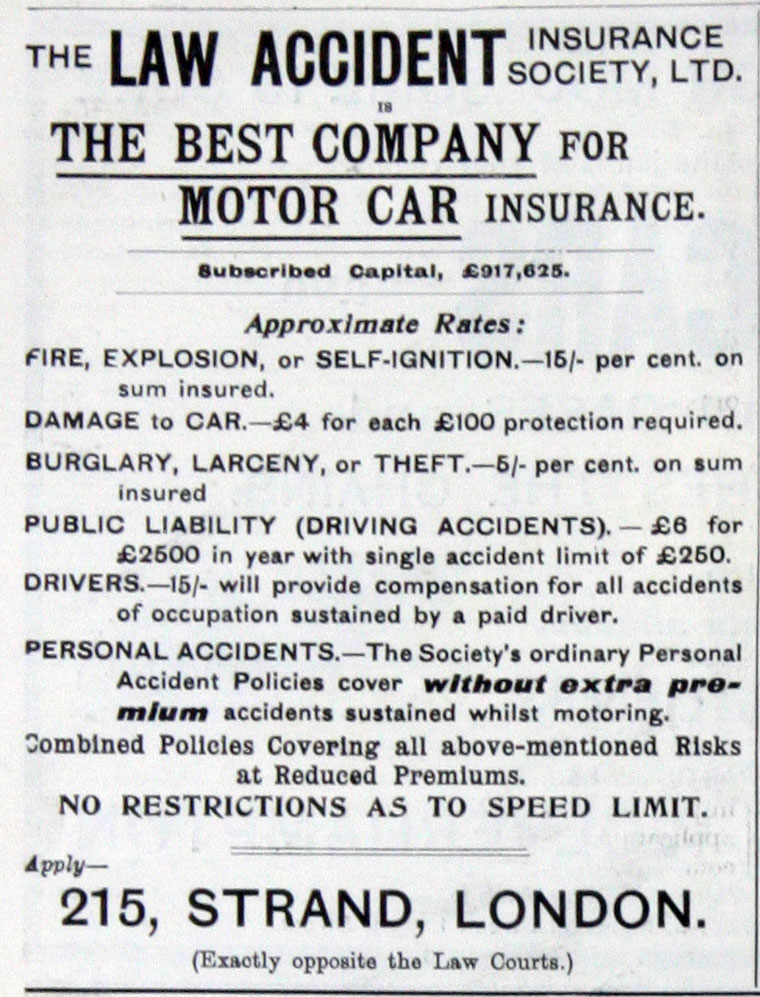 THE LAW ACCIDENT INSURANCE SOCIETY, LTD.
IS
THE BEST COMPANY FOR
MOTOR CAR INSURANCE.
Subscribed Capital, £917,625.
Approximate Rates:
FIRE, EXPLOSION, or SELF-IGNITION.—15/- per cent. on
sum insured.
DAMAGE to CAR.—£4 for each £100 protection required.
BURGLARY, LARCENY, or THEFT.—5/- per cent. on sum
insured
PUBLIC LIABILITY (DRIVING ACCIDENTS).—£6 for
£2500 in year with single accident limit of £250.
DRIVERS.—15/- will provide compensation for all accidents
of occupation sustained by a paid driver.
PERSONAL ACCIDENTS.—The Society's ordinary Personal
Accident Policies cover without extra pre-
mium accidents sustained whilst motoring.
Combined Policies Covering all above-mentioned Risks
at Reduced Premiums.
NO RESTRICTIONS AS TO SPEED LIMIT.
Apply—
215, STRAND, LONDON.
(Exactly opposite the Law Courts.)